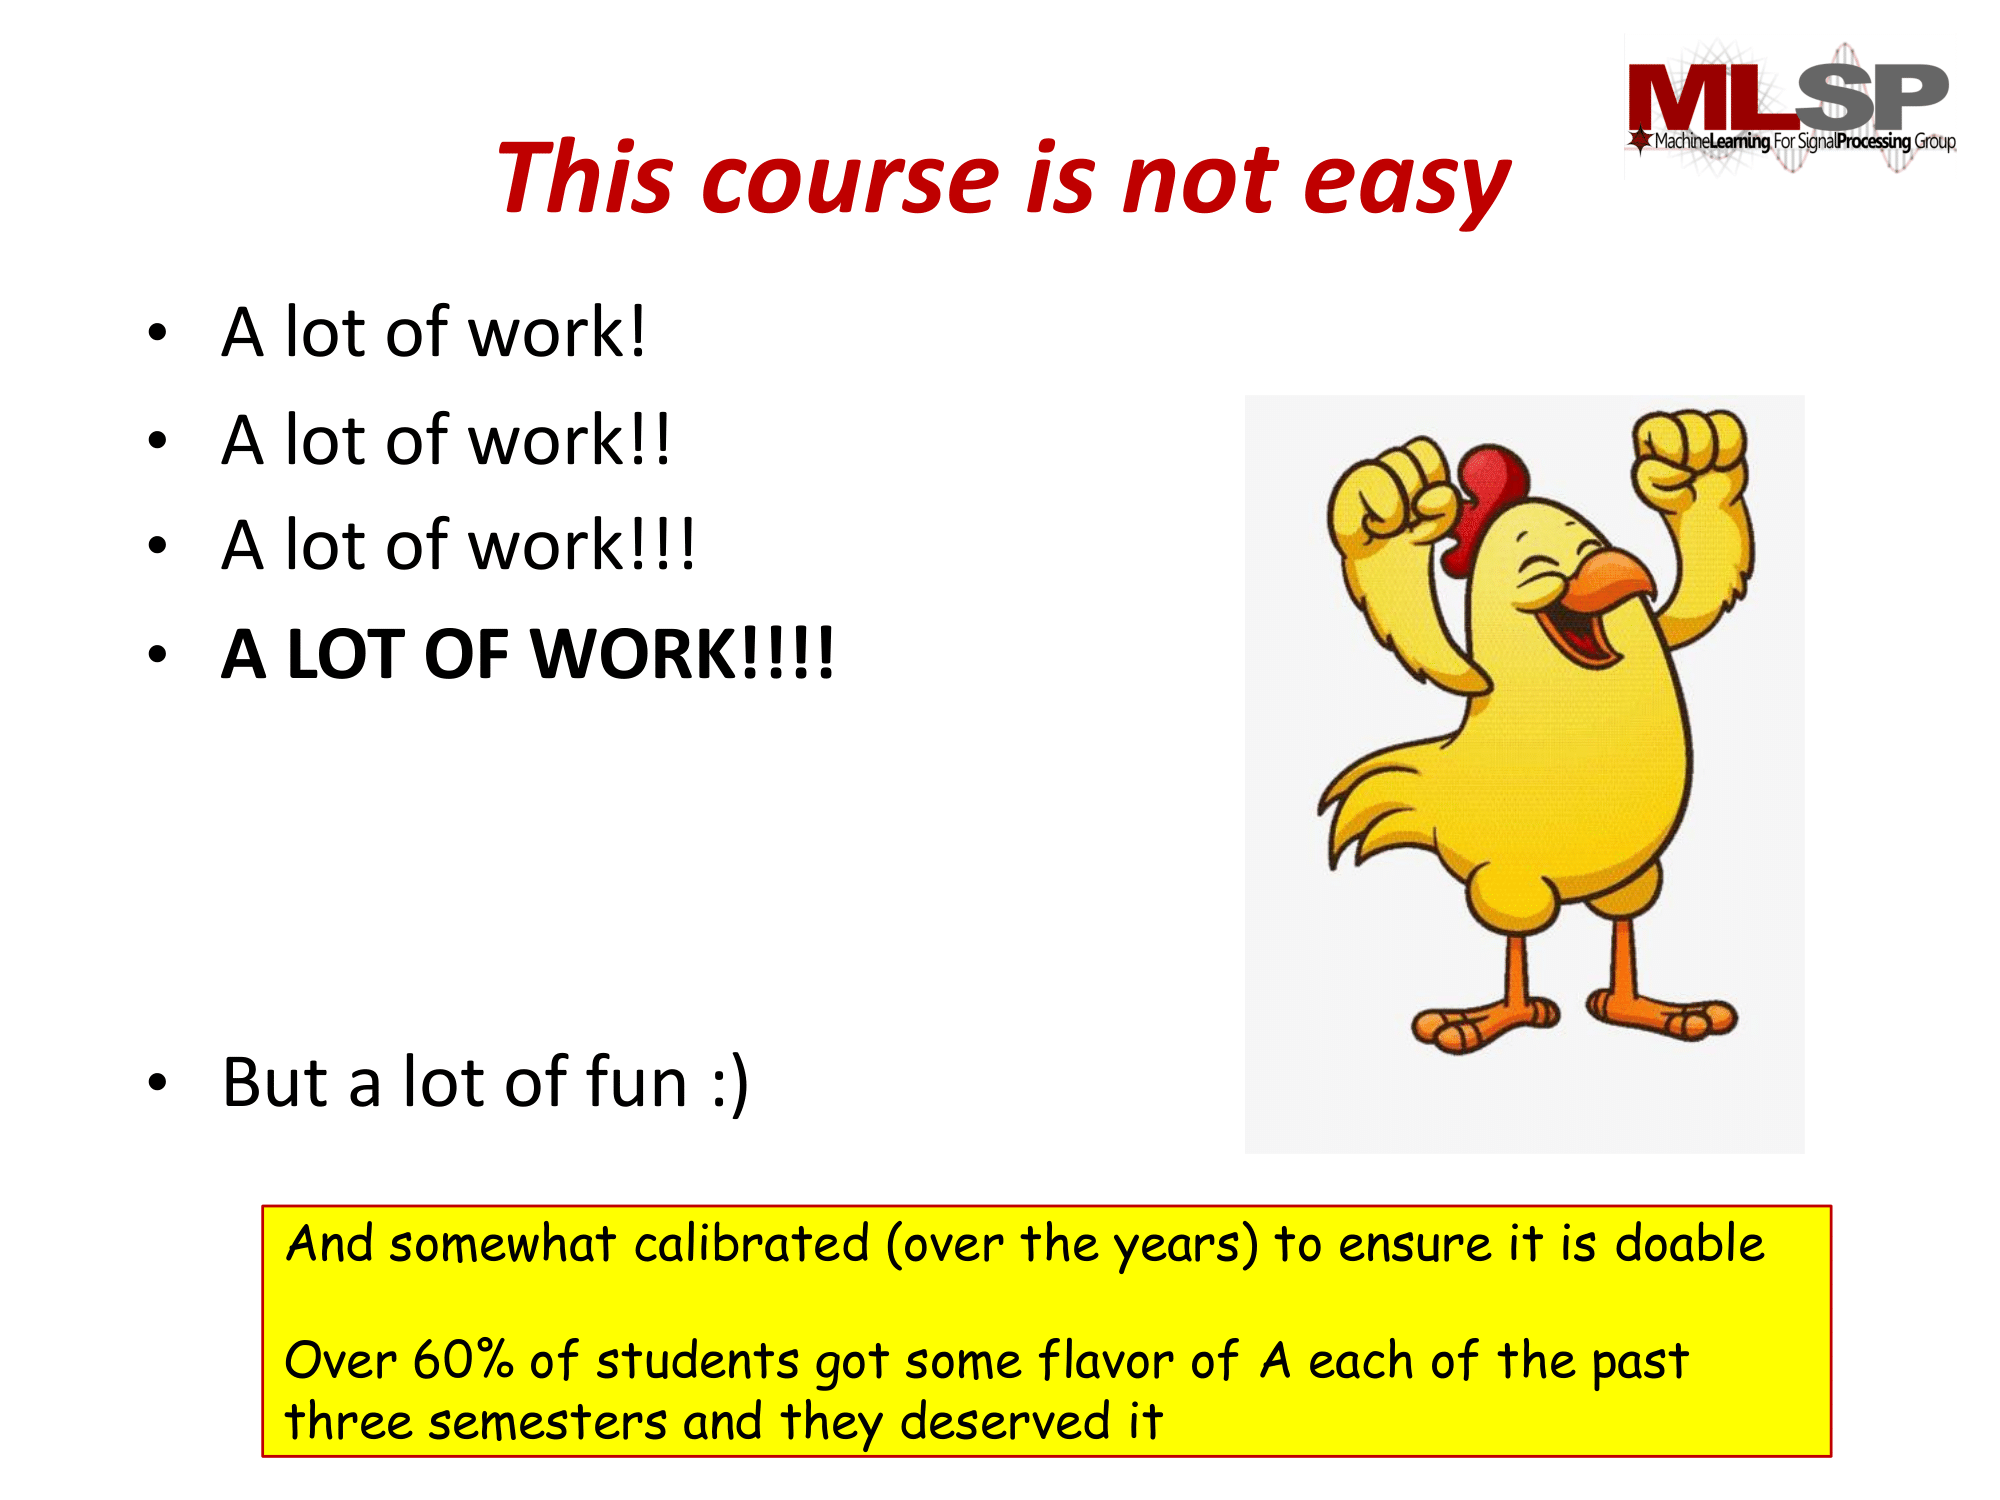 MLSP
MachineLearning For SignalProcessing Group
This course is not easy
• A lot of work!
• A lot of work!!
• A lot of work!!!
• A LOT OF WORK!!!!
• But a lot of fun :)
And somewhat calibrated (over the years) to ensure it is doable
Over 60% of students got some flavor of A each of the past
three semesters and they deserved it